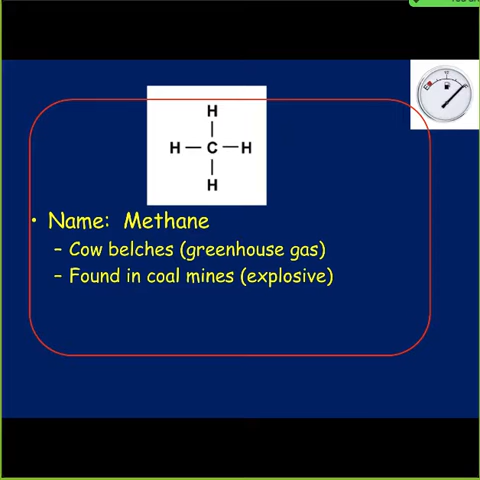 H
H – C – H
H
• Name: Methane
– Cow belches (greenhouse gas)
– Found in coal mines (explosive)